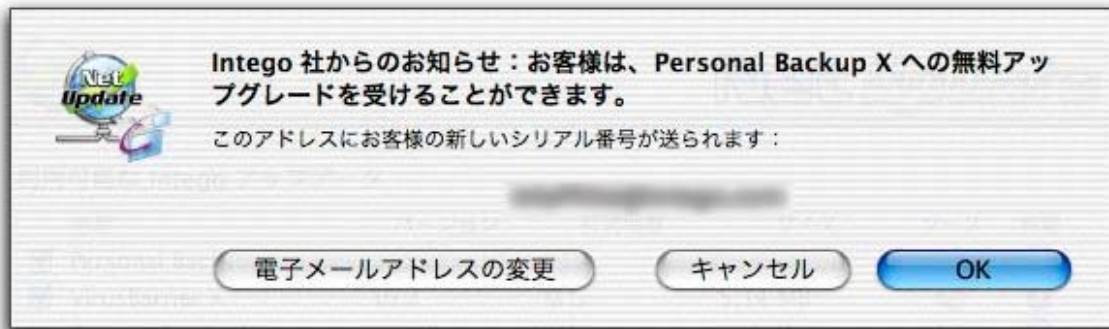 Net
Update
Intego 社からのお知らせ：お客様は、Personal Backup X への無料アッ
プグレードを受けることができます。
このアドレスにお客様の新しいシリアル番号が送られます：
電子メールアドレスの変更
キャンセル
OK